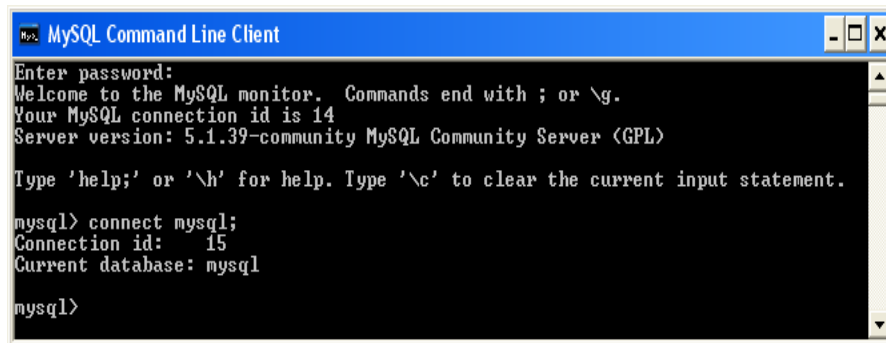 MySQL Command Line Client
Enter password:
Welcome to the MySQL monitor.  Commands end with ; or \g.
Your MySQL connection id is 14
Server version: 5.1.39-community MySQL Community Server (GPL)
Type 'help;' or '\h' for help. Type '\c' to clear the current input statement.
mysql> connect mysql;
Connection id:    15
Current database: mysql
mysql>